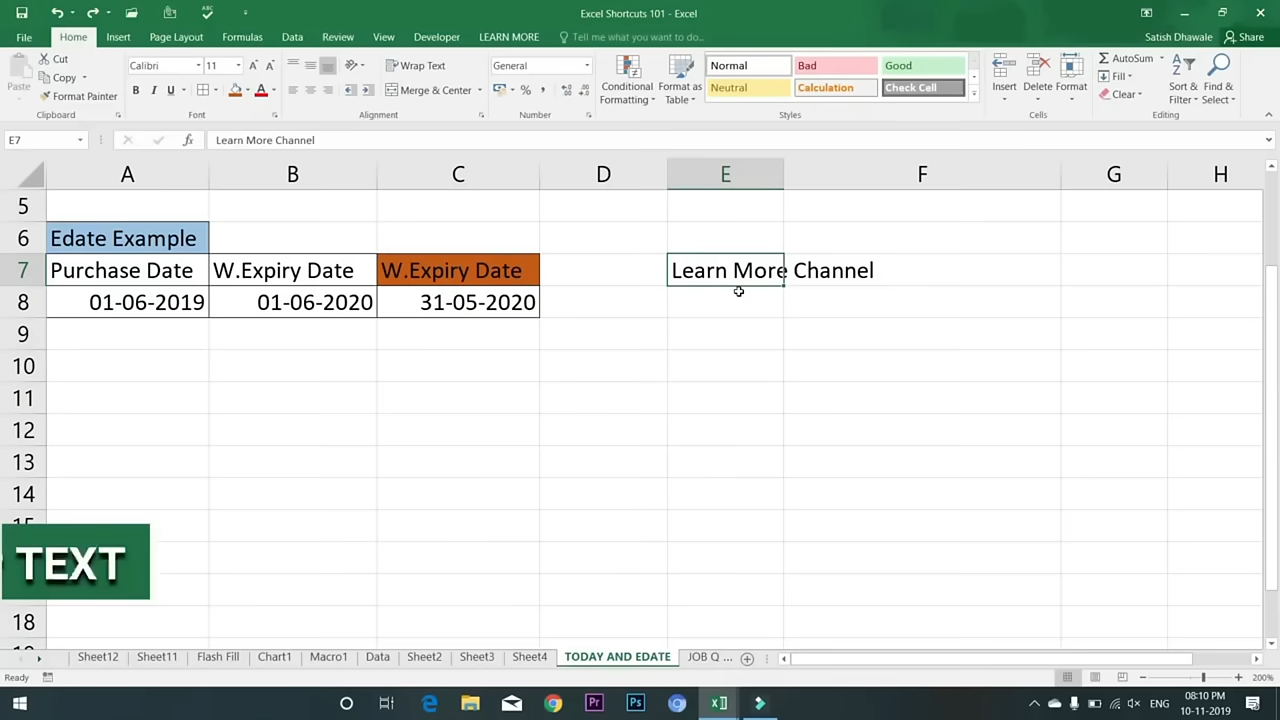 Excel Shortcuts 101 - Excel
File Home Insert Page Layout Formulas Data Review View Developer LEARN MORE Tell me what you want to do... Satish Dhawale Share
Paste Cut Copy Format Painter Clipboard
Calibri 11 B I U A Font
Wrap Text Merge & Center Alignment
General % , Number
Conditional Formatting Format as Table
Normal Bad Good
Neutral Calculation Check Cell
Styles
Insert Delete Format Cells
AutoSum Fill Clear Sort & Filter Find & Select Editing
E7 fx Learn More Channel
A B C D E F G H
5
6 Edate Example
7 Purchase Date W.Expiry Date W.Expiry Date Learn More Channel
8 01-06-2019 01-06-2020 31-05-2020
9
10
11
12
13
14
15
TEXT
18
Sheet12 Sheet11 Flash Fill Chart1 Macro1 Data Sheet2 Sheet3 Sheet4 TODAY AND EDATE JOB Q ...
Ready 200%
ENG 08:10 PM
10-11-2019